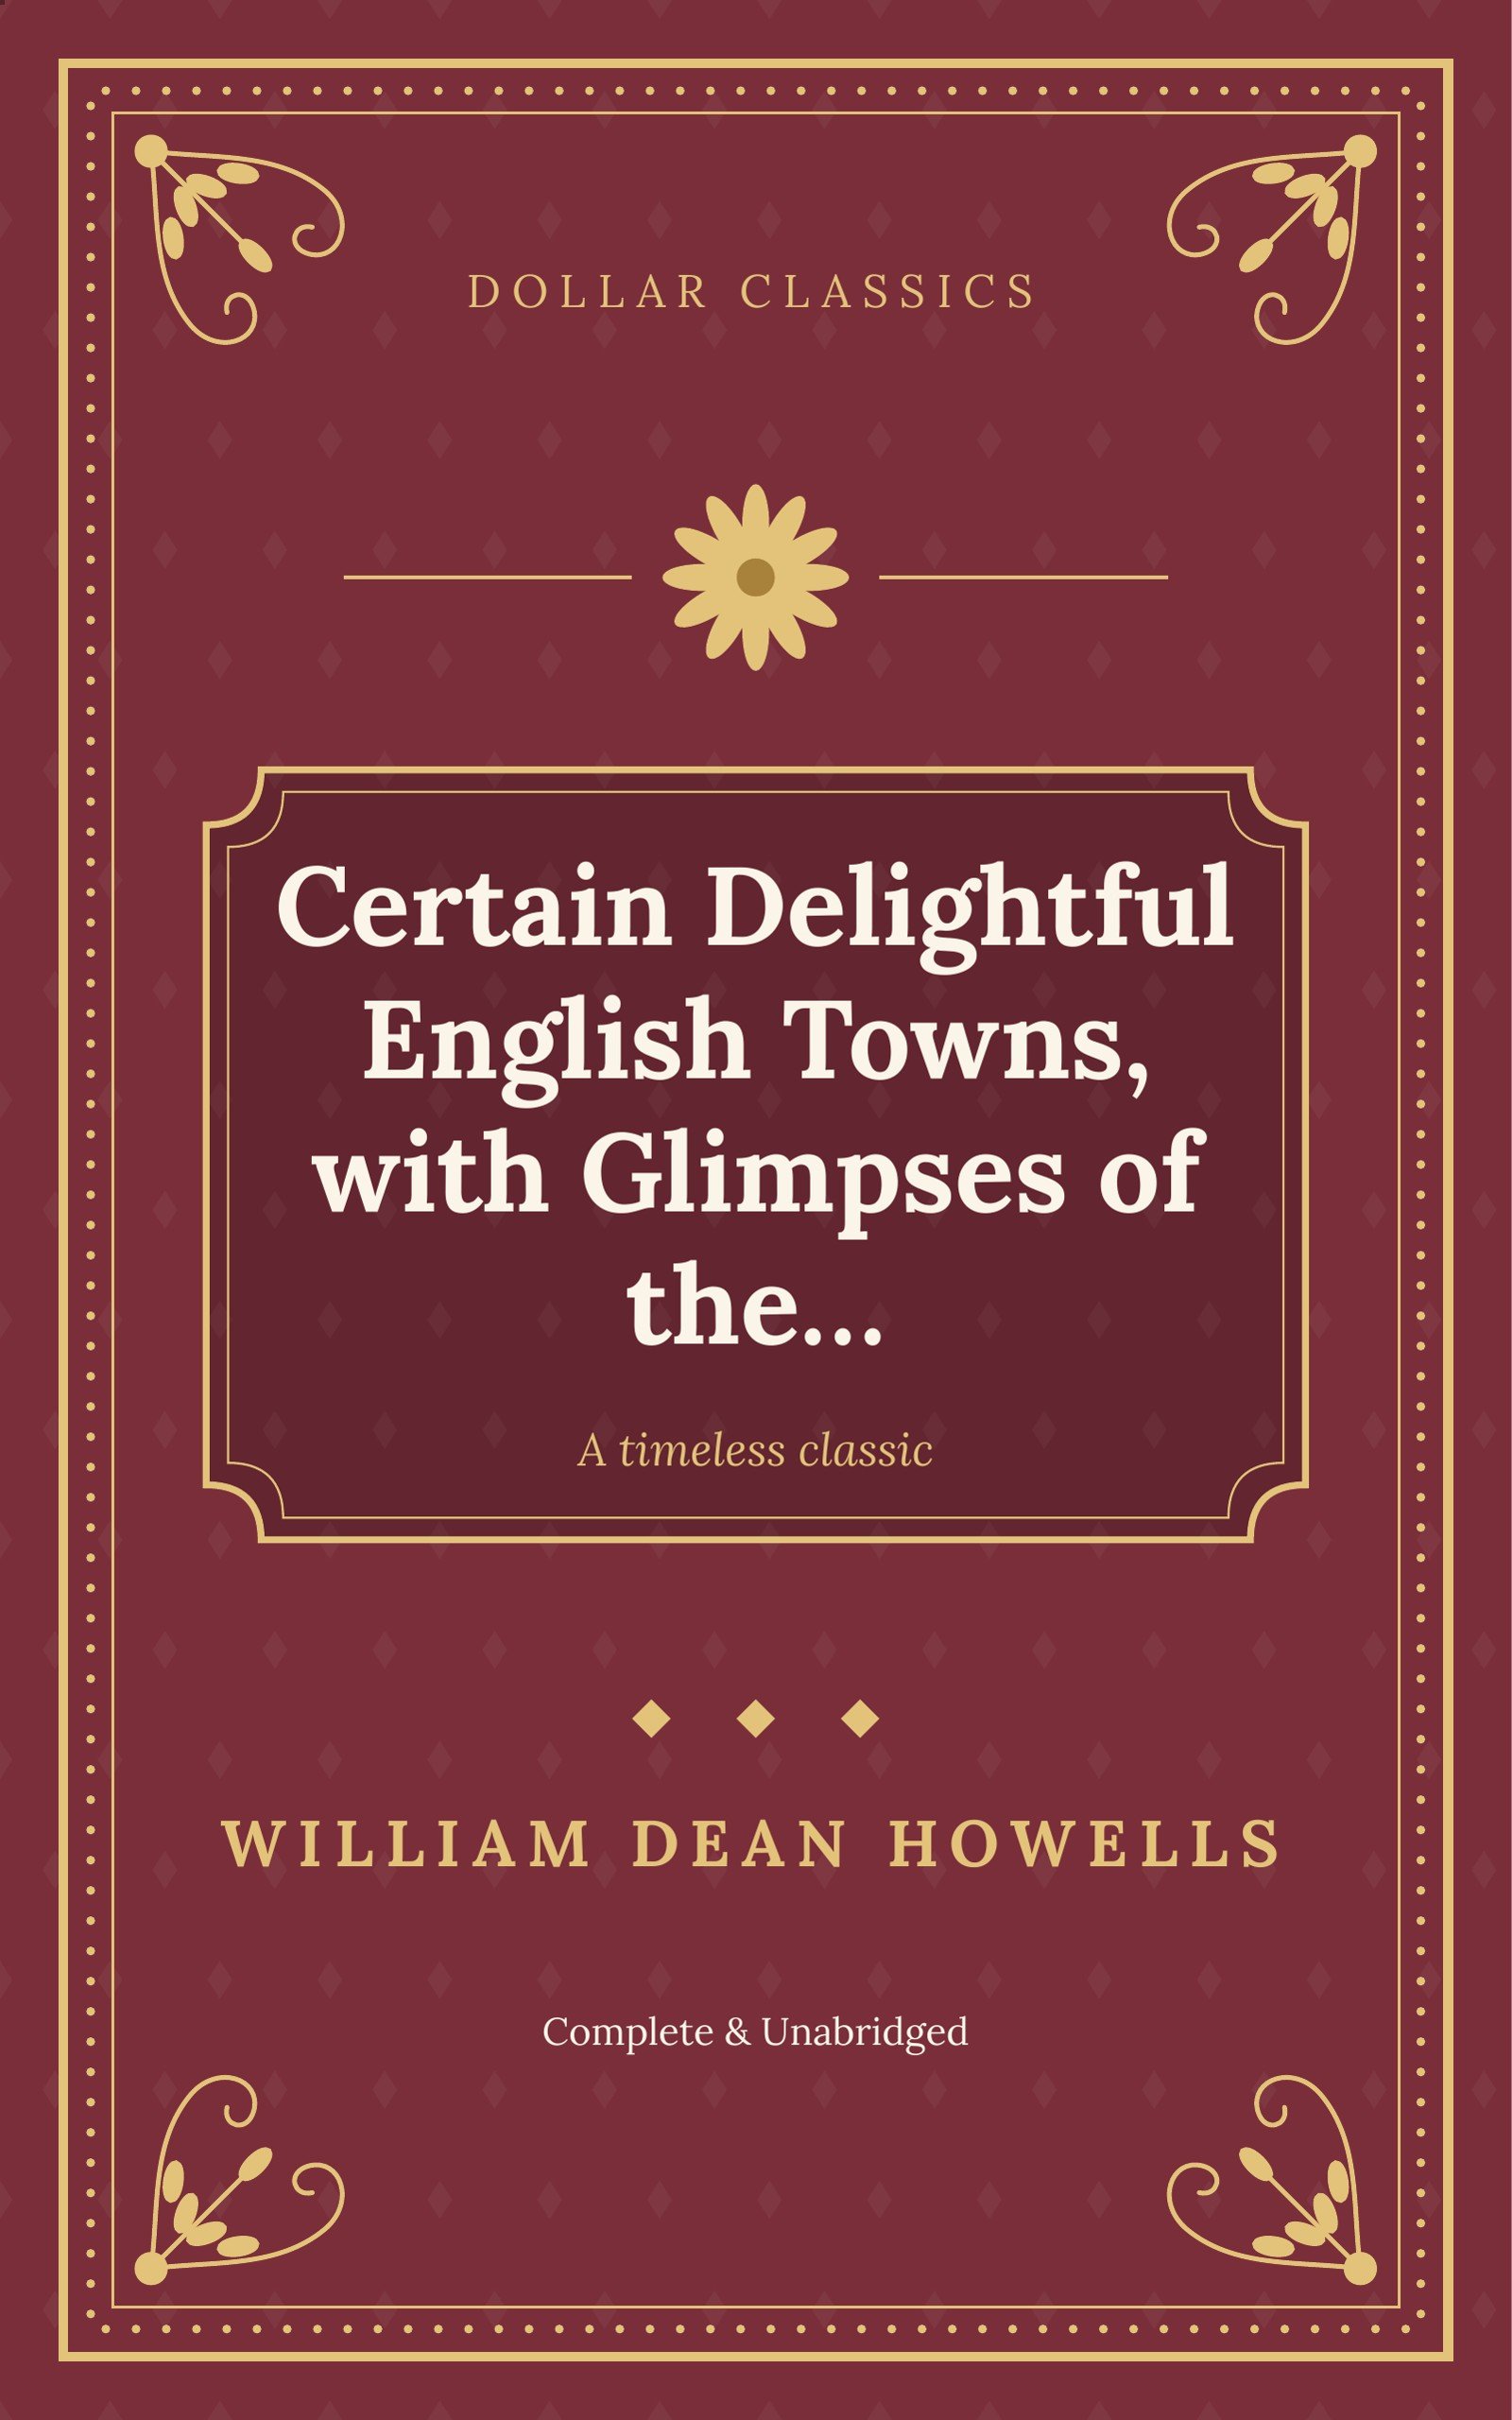 DOLLAR CLASSICS
Certain Delightful
English Towns,
with Glimpses of
the...
A timeless classic
WILLIAM DEAN HOWELLS
Complete & Unabridged